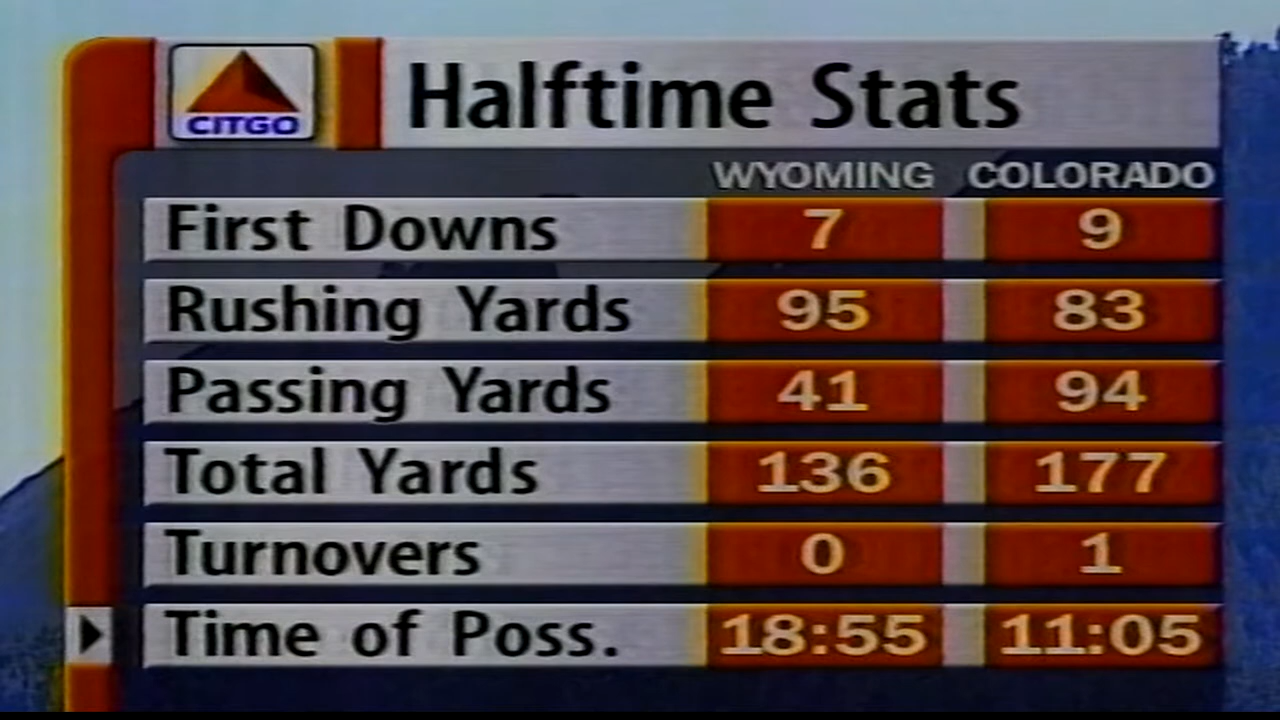 CITGO
Halftime Stats
WYOMING COLORADO
First Downs 7 9
Rushing Yards 95 83
Passing Yards 41 94
Total Yards 136 177
Turnovers 0 1
Time of Poss. 18:55 11:05